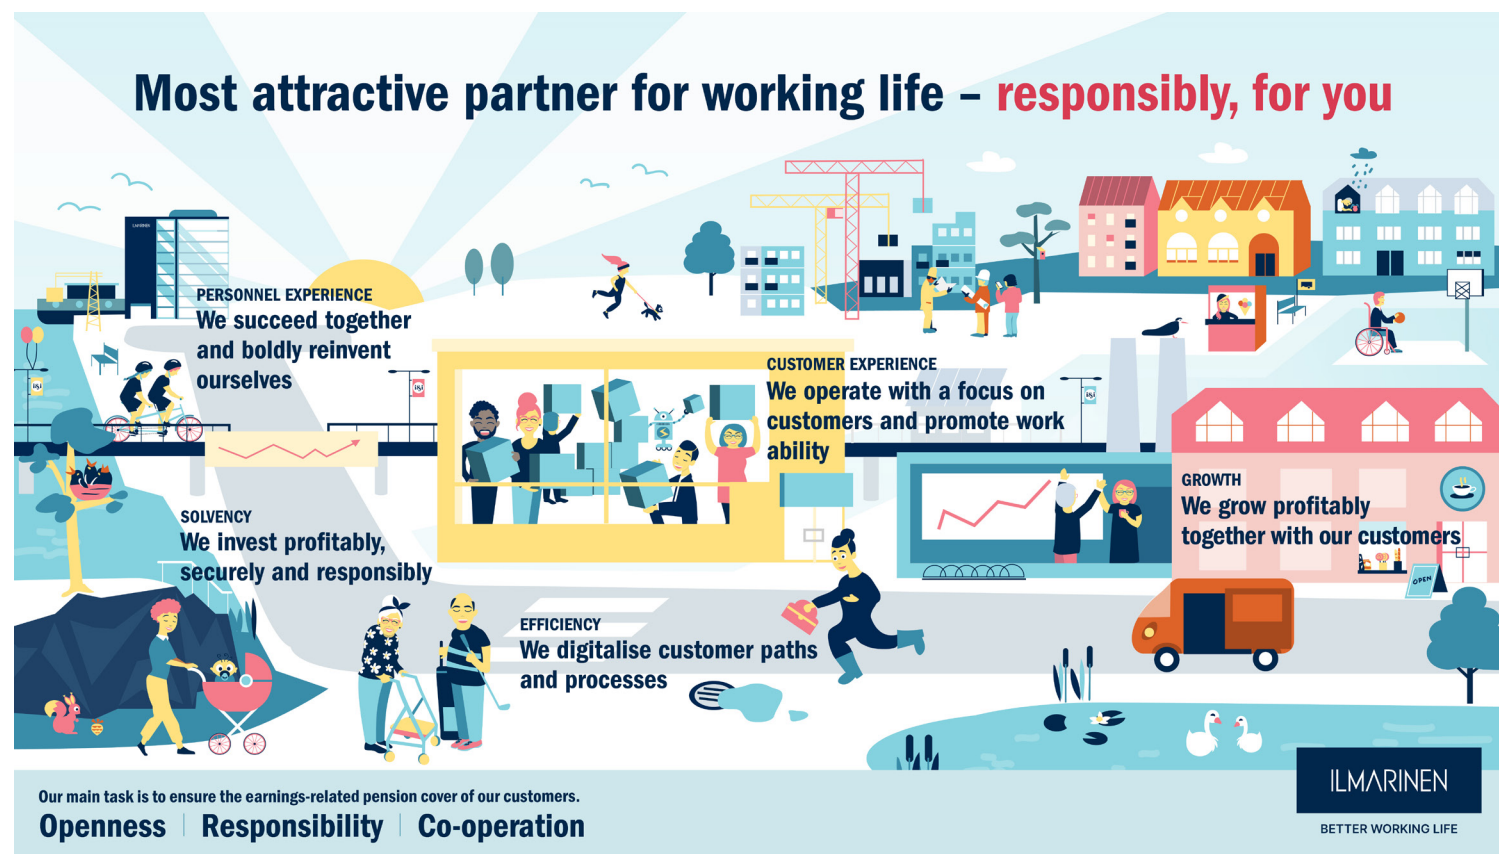 Most attractive partner for working life – responsibly, for you
ILMARINEN
PERSONNEL EXPERIENCE
We succeed together
and boldly reinvent
ourselves
CUSTOMER EXPERIENCE
We operate with a focus on
customers and promote work
ability
GROWTH
We grow profitably
together with our customers
OPEN
SOLVENCY
We invest profitably,
securely and responsibly
EFFICIENCY
We digitalise customer paths
and processes
Our main task is to ensure the earnings-related pension cover of our customers.
Openness | Responsibility | Co-operation
ILMARINEN
BETTER WORKING LIFE